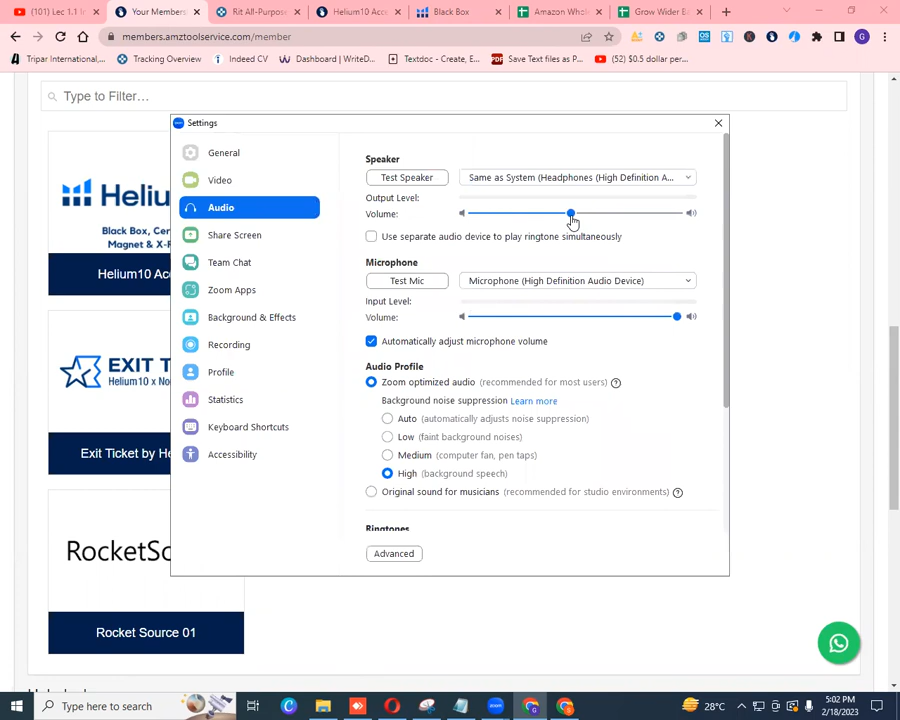 (101) Lec 1.1 In
Your Members
Rit All-Purpose
Helium10 Acce
Black Box
Amazon Whol
Grow Wider B
members.amztoolservice.com/member
G
Tripar International,...
Tracking Overview
Indeed CV
Dashboard | WriteD...
Textdoc - Create, E...
Save Text files as P...
(52) $0.5 dollar per...
Type to Filter...
Settings
General
Video
Audio
Share Screen
Team Chat
Zoom Apps
Background & Effects
Recording
Profile
Statistics
Keyboard Shortcuts
Accessibility
Speaker
Test Speaker
Same as System (Headphones (High Definition A...
Output Level:
Volume:
Use separate audio device to play ringtone simultaneously
Microphone
Test Mic
Microphone (High Definition Audio Device)
Input Level:
Volume:
Automatically adjust microphone volume
Audio Profile
Zoom optimized audio (recommended for most users)
Background noise suppression Learn more
Auto (automatically adjusts noise suppression)
Low (faint background noises)
Medium (computer fan, pen taps)
High (background speech)
Original sound for musicians (recommended for studio environments)
Ringtones
Advanced
Heliu
Black Box, Cer
Magnet & X-R
Helium10 Acc
EXIT T
Helium10 x No
Exit Ticket by He
RocketSo
Rocket Source 01
Type here to search
28°C
5:02 PM
2/18/2023